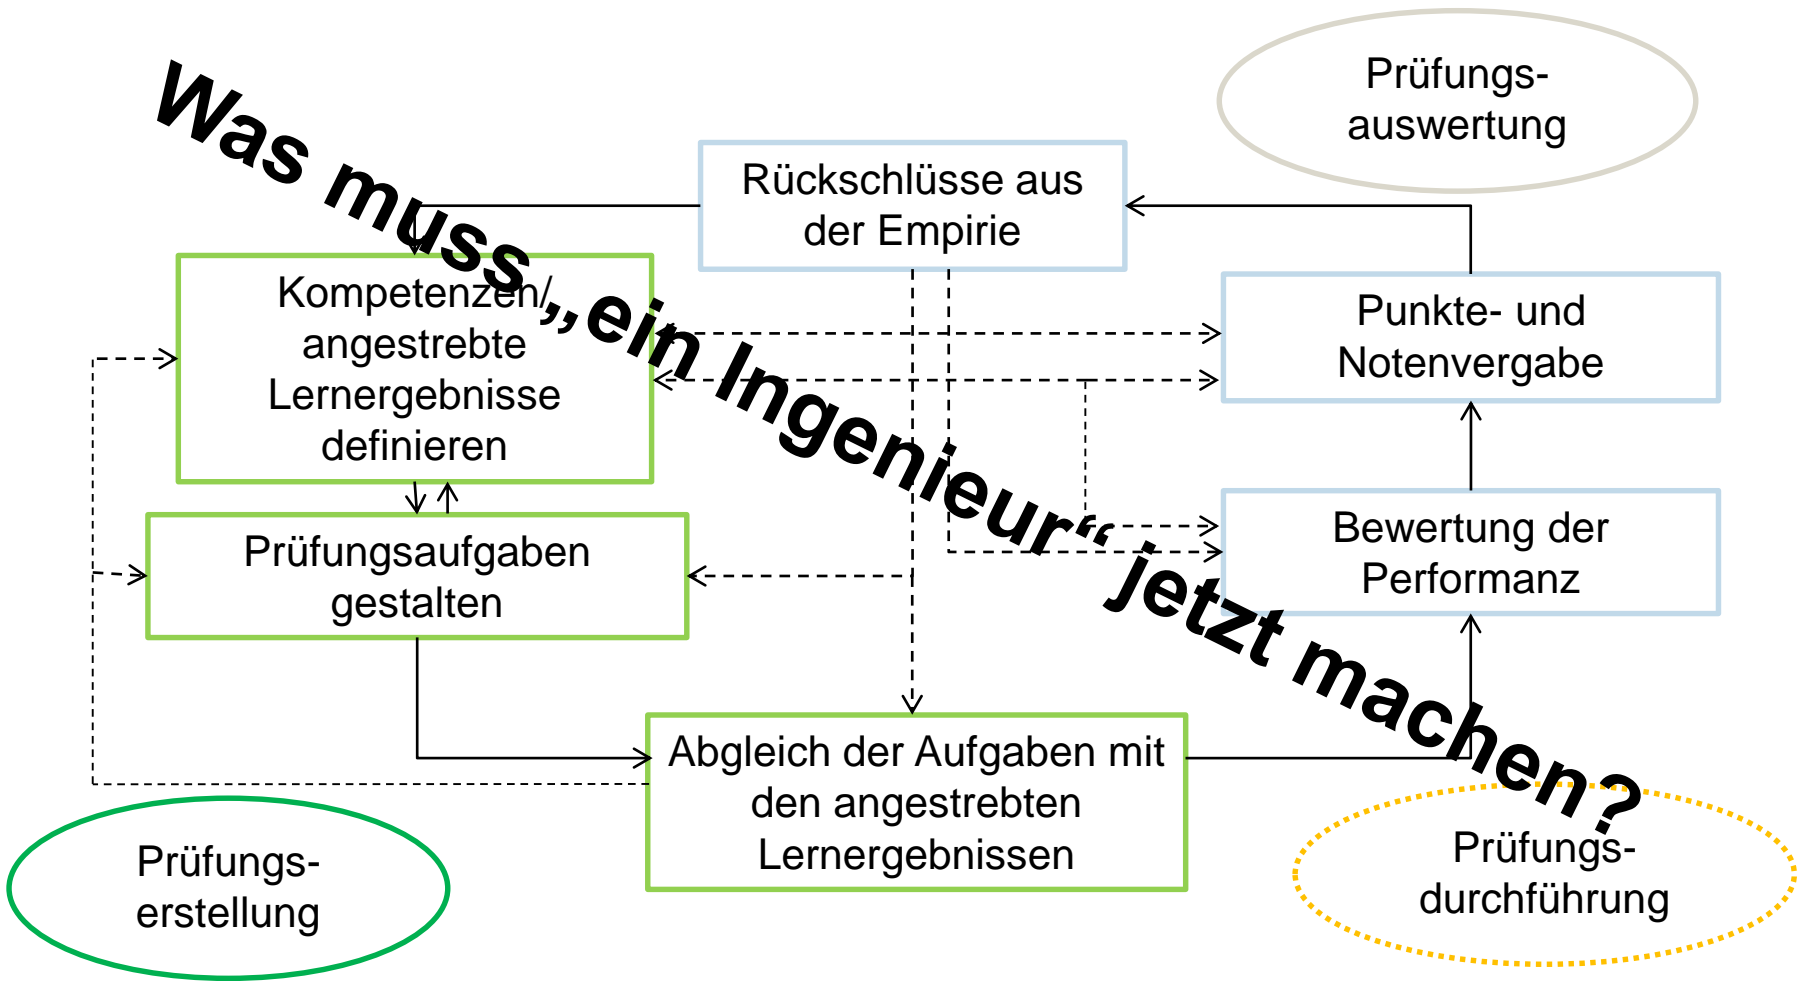 Prüfungs-
auswertung
Was muss „ein Ingenieur“ jetzt machen?
Rückschlüsse aus
der Empirie
Kompetenzen/
angestrebte
Lernergebnisse
definieren
Punkte- und
Notenvergabe
Prüfungsaufgaben
gestalten
Bewertung der
Performanz
Abgleich der Aufgaben mit
den angestrebten
Lernergebnissen
Prüfungs-
erstellung
Prüfungs-
durchführung